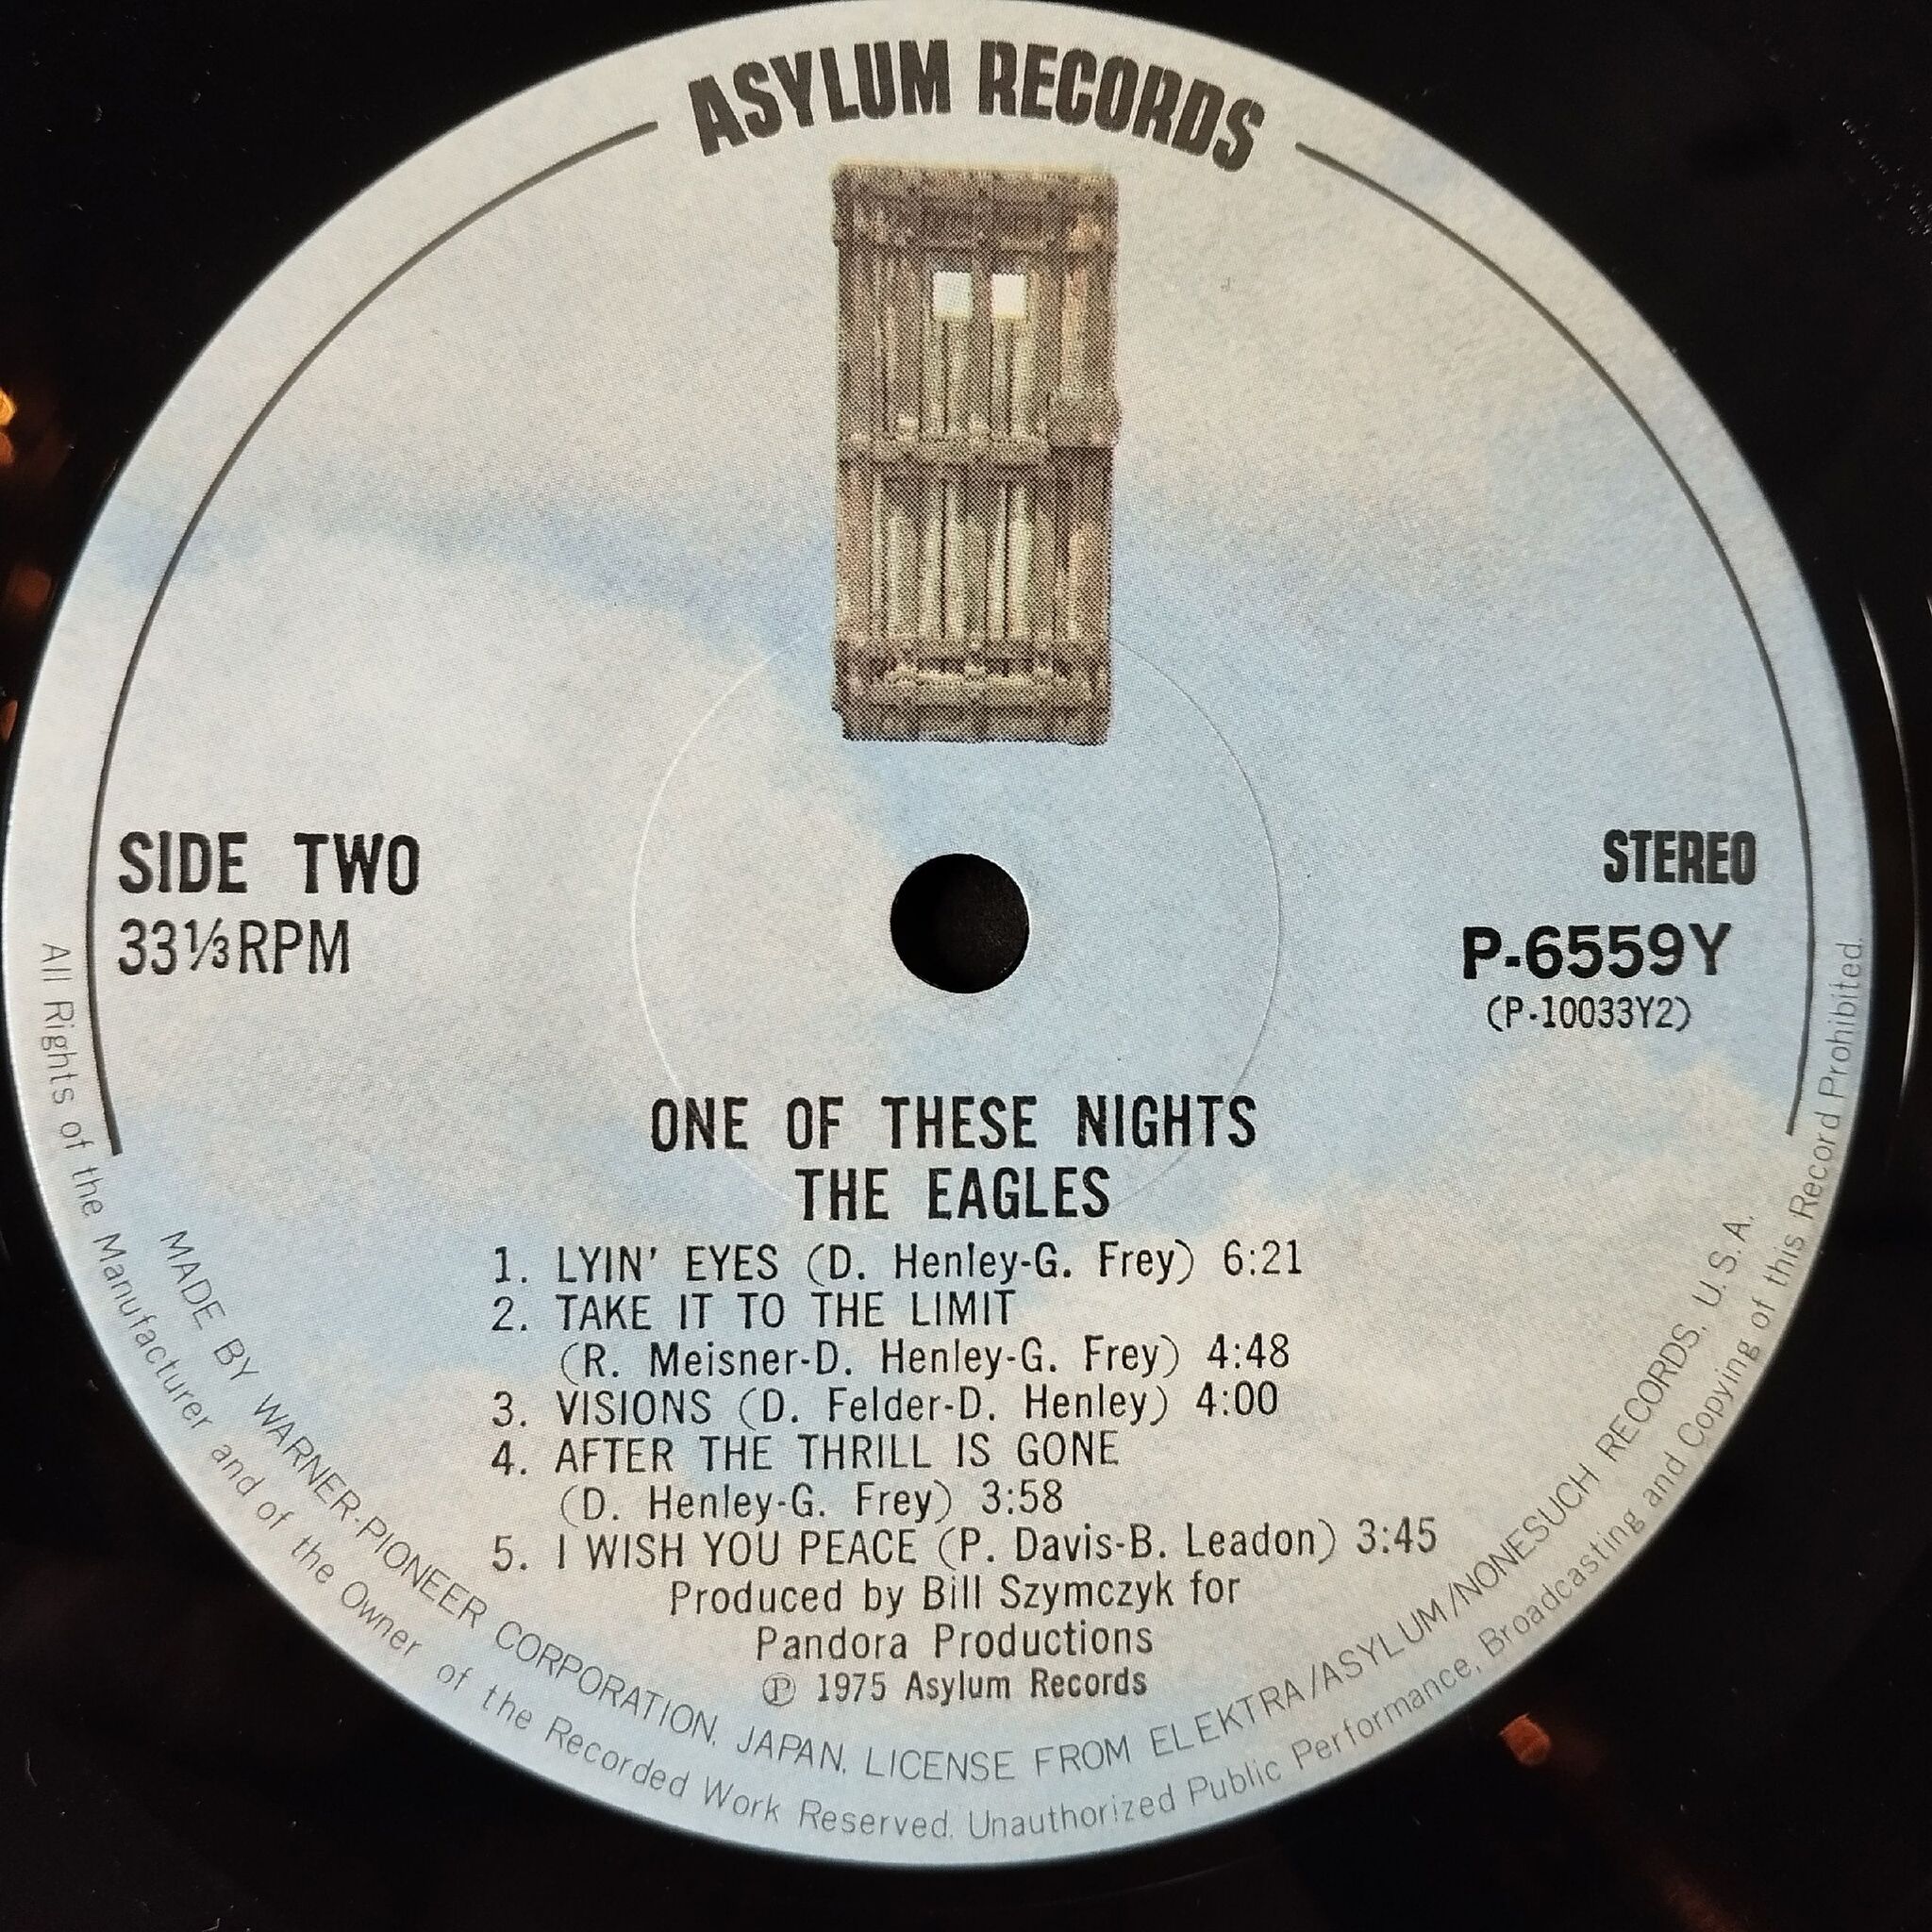 ASYLUM RECORDS
SIDE TWO
33⅓RPM
STEREO
P-6559Y
(P-10033Y2)
ONE OF THESE NIGHTS
THE EAGLES
1. LYIN' EYES (D. Henley-G. Frey) 6:21
2. TAKE IT TO THE LIMIT
(R. Meisner-D. Henley-G. Frey) 4:48
3. VISIONS (D. Felder-D. Henley) 4:00
4. AFTER THE THRILL IS GONE
(D. Henley-G. Frey) 3:58
5. I WISH YOU PEACE (P. Davis-B. Leadon) 3:45
Produced by Bill Szymczyk for
Pandora Productions
℗ 1975 Asylum Records
MADE BY WARNER-PIONEER CORPORATION, JAPAN. LICENSE FROM ELEKTRA/ASYLUM/NONESUCH RECORDS, U.S.A.
All Rights of the Manufacturer and of the Owner of the Recorded Work Reserved. Unauthorized Public Performance, Broadcasting and Copying of this Record Prohibited.